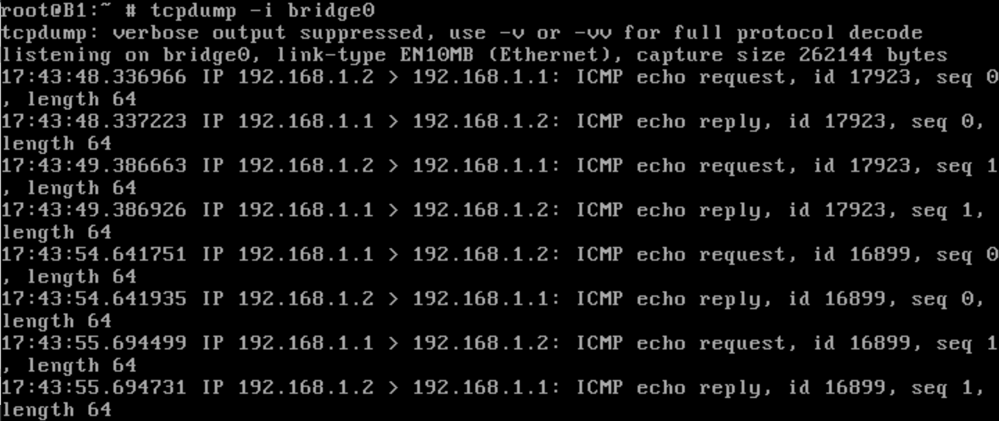 root@B1:~ # tcpdump -i bridge0
tcpdump: verbose output suppressed, use -v or -vv for full protocol decode
listening on bridge0, link-type EN10MB (Ethernet), capture size 262144 bytes
17:43:48.336966 IP 192.168.1.2 > 192.168.1.1: ICMP echo request, id 17923, seq 0
, length 64
17:43:48.337223 IP 192.168.1.1 > 192.168.1.2: ICMP echo reply, id 17923, seq 0,
length 64
17:43:49.386663 IP 192.168.1.2 > 192.168.1.1: ICMP echo request, id 17923, seq 1
, length 64
17:43:49.386926 IP 192.168.1.1 > 192.168.1.2: ICMP echo reply, id 17923, seq 1,
length 64
17:43:54.641751 IP 192.168.1.1 > 192.168.1.2: ICMP echo request, id 16899, seq 0
, length 64
17:43:54.641935 IP 192.168.1.2 > 192.168.1.1: ICMP echo reply, id 16899, seq 0,
length 64
17:43:55.694499 IP 192.168.1.1 > 192.168.1.2: ICMP echo request, id 16899, seq 1
, length 64
17:43:55.694731 IP 192.168.1.2 > 192.168.1.1: ICMP echo reply, id 16899, seq 1,
length 64